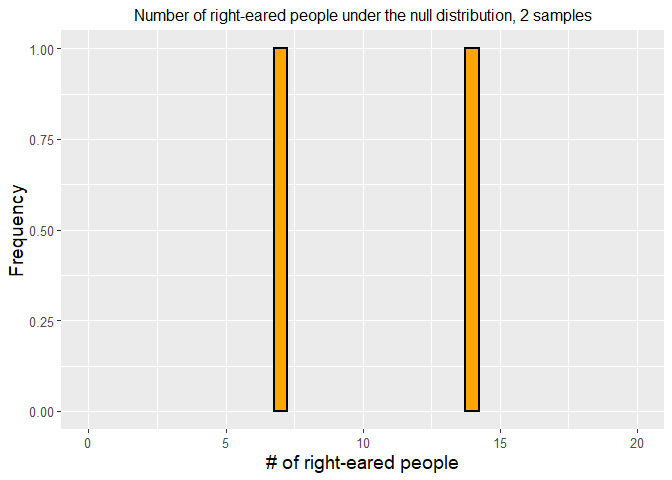 Number of right-eared people under the null distribution, 2 samples
1.00
0.75
0.50
0.25
0.00
Frequency
0 5 10 15 20
# of right-eared people